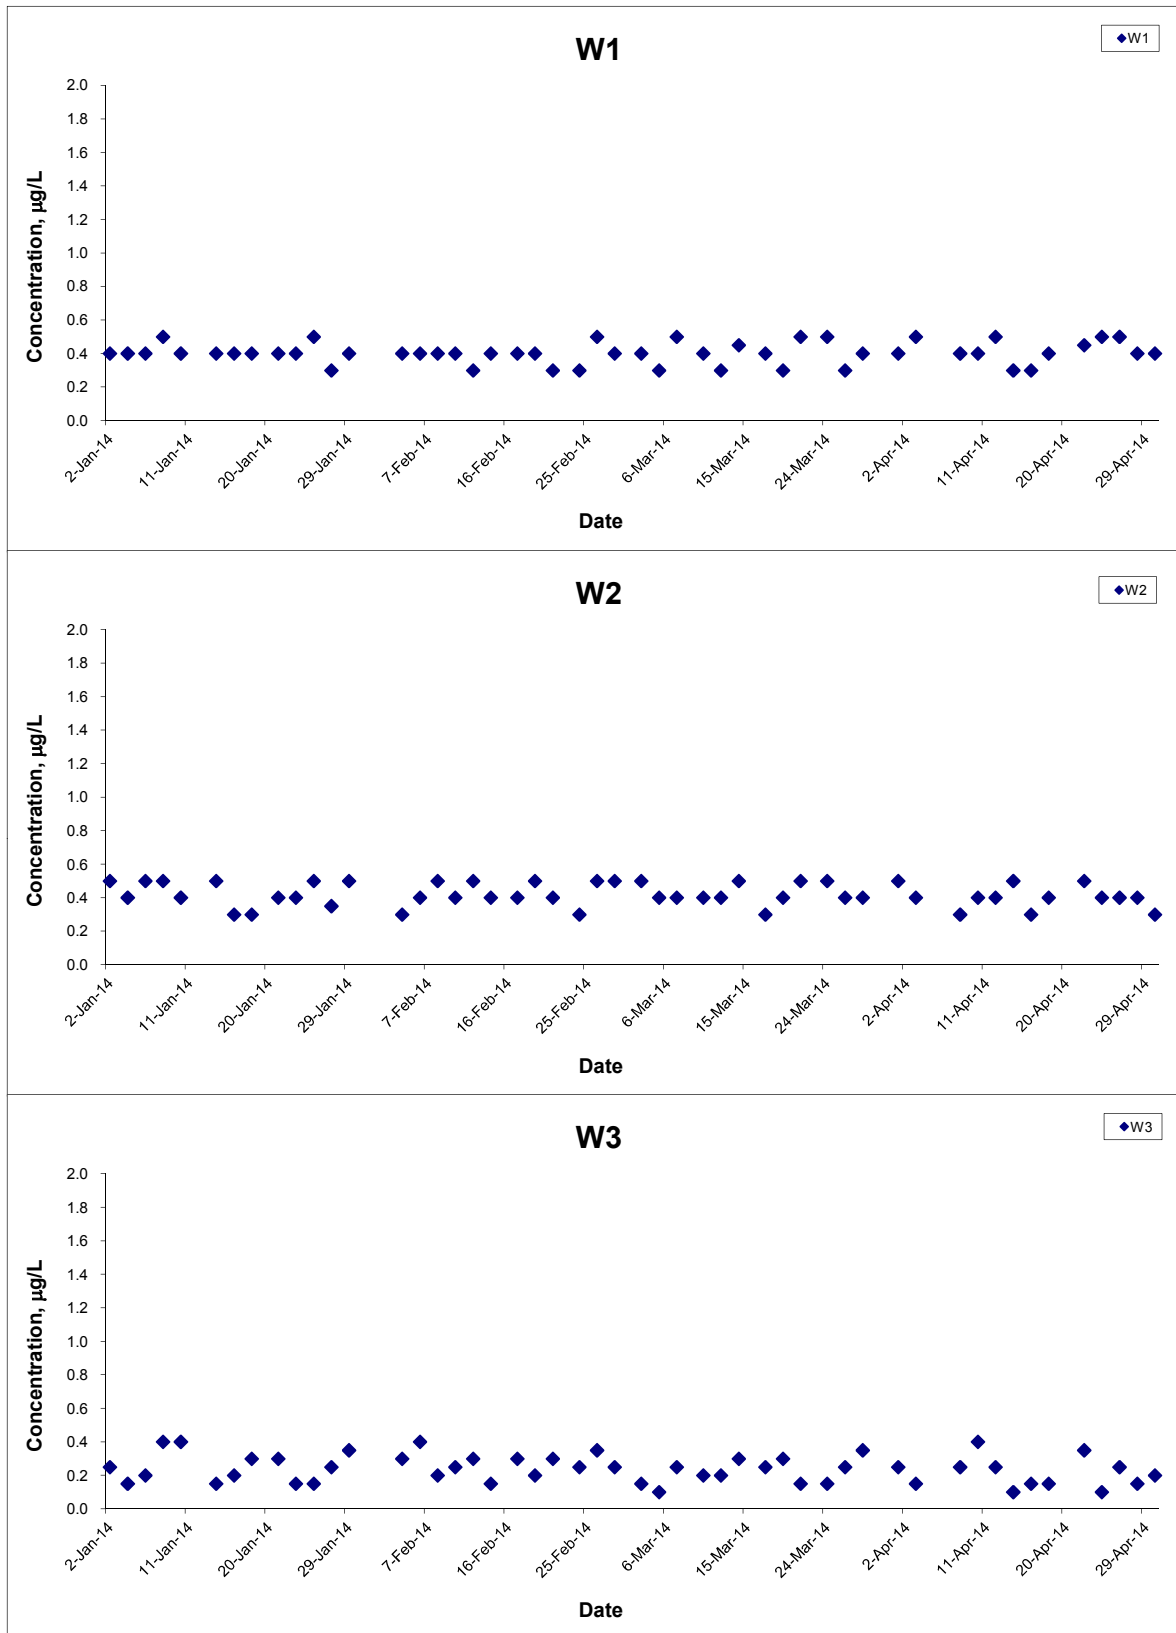 W1
W1
2.0
1.8
1.6
1.4
1.2
1.0
0.8
0.6
0.4
0.2
0.0
Concentration, µg/L
2-Jan-14
11-Jan-14
20-Jan-14
29-Jan-14
7-Feb-14
16-Feb-14
25-Feb-14
6-Mar-14
15-Mar-14
24-Mar-14
2-Apr-14
11-Apr-14
20-Apr-14
29-Apr-14
Date
W2
W2
2.0
1.8
1.6
1.4
1.2
1.0
0.8
0.6
0.4
0.2
0.0
Concentration, µg/L
2-Jan-14
11-Jan-14
20-Jan-14
29-Jan-14
7-Feb-14
16-Feb-14
25-Feb-14
6-Mar-14
15-Mar-14
24-Mar-14
2-Apr-14
11-Apr-14
20-Apr-14
29-Apr-14
Date
W3
W3
2.0
1.8
1.6
1.4
1.2
1.0
0.8
0.6
0.4
0.2
0.0
Concentration, µg/L
2-Jan-14
11-Jan-14
20-Jan-14
29-Jan-14
7-Feb-14
16-Feb-14
25-Feb-14
6-Mar-14
15-Mar-14
24-Mar-14
2-Apr-14
11-Apr-14
20-Apr-14
29-Apr-14
Date